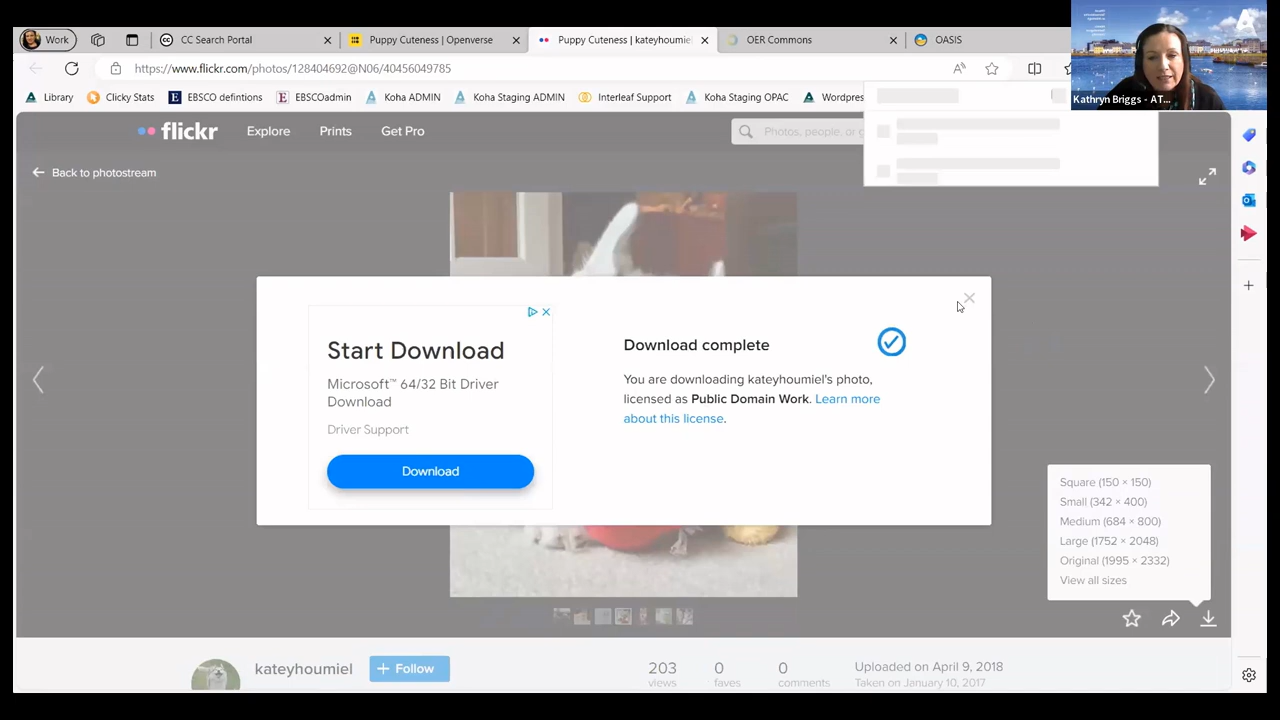 Work
CC Search Portal
Puppy Cuteness | Openverse
Puppy Cuteness | kateyhoumie
OER Commons
OASIS
https://www.flickr.com/photos/128404692@N06/40456049785
Library
Clicky Stats
EBSCO defintions
EBSCOadmin
Koha ADMIN
Koha Staging ADMIN
Interleaf Support
Koha Staging OPAC
Wordpres
Kathryn Briggs - AT...
flickr
Explore
Prints
Get Pro
Photos, people, or g
Back to photostream
Start Download
Microsoft™ 64/32 Bit Driver
Download
Driver Support
Download
Download complete
You are downloading kateyhoumiel's photo,
licensed as Public Domain Work. Learn more
about this license.
Square (150 × 150)
Small (342 × 400)
Medium (684 × 800)
Large (1752 × 2048)
Original (1995 × 2332)
View all sizes
kateyhoumiel
+ Follow
203
views
0
faves
0
comments
Uploaded on April 9, 2018
Taken on January 10, 2017